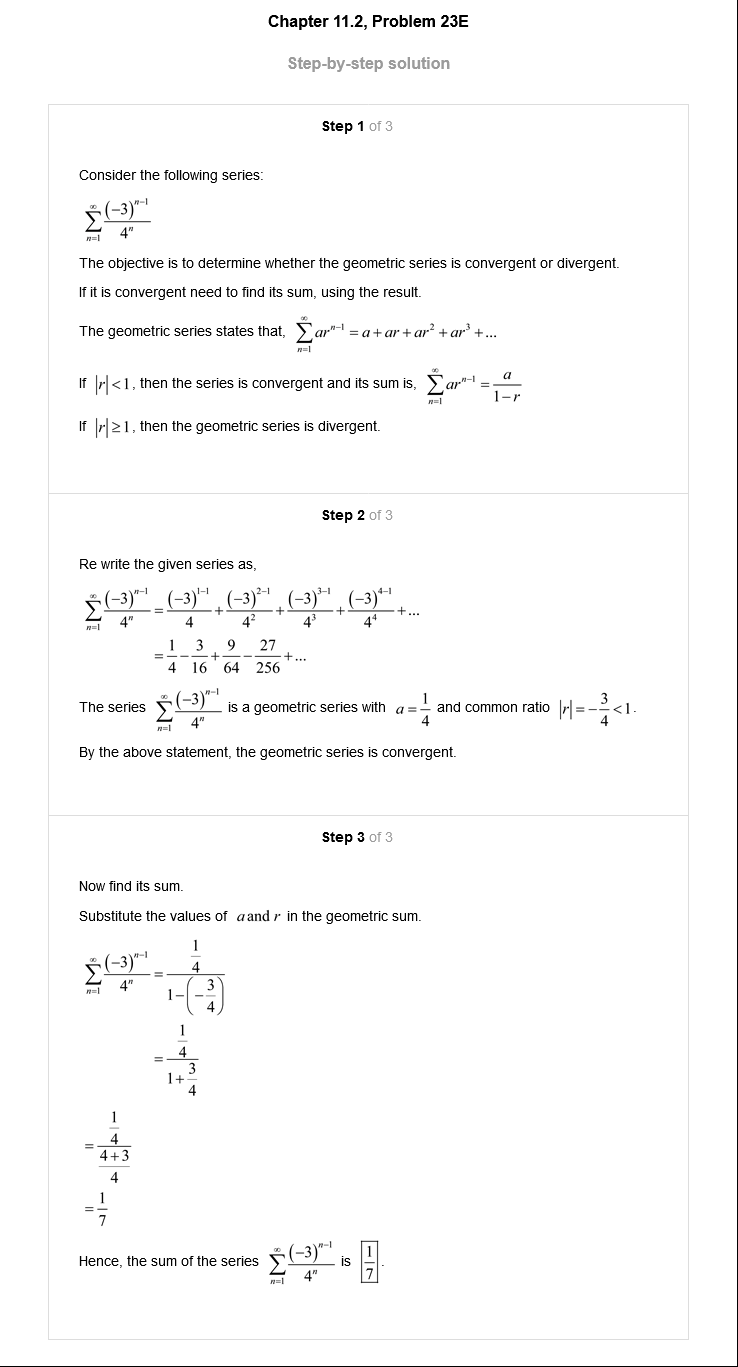 Chapter 11.2, Problem 23E
Step-by-step solution
Step 1 of 3
Consider the following series:
$\sum_{n=1}^{\infty} \frac{(-3)^{n-1}}{4^n}$
The objective is to determine whether the geometric series is convergent or divergent.
If it is convergent need to find its sum, using the result.
The geometric series states that, $\sum_{n=1}^{\infty} ar^{n-1} = a + ar + ar^2 + ar^3 + ...$
If $|r| < 1$, then the series is convergent and its sum is, $\sum_{n=1}^{\infty} ar^{n-1} = \frac{a}{1-r}$
If $|r| \geq 1$, then the geometric series is divergent.
Step 2 of 3
Re write the given series as,
$\sum_{n=1}^{\infty} \frac{(-3)^{n-1}}{4^n} = \frac{(-3)^{1-1}}{4} + \frac{(-3)^{2-1}}{4^2} + \frac{(-3)^{3-1}}{4^3} + \frac{(-3)^{4-1}}{4^4} + ...$
$= \frac{1}{4} - \frac{3}{16} + \frac{9}{64} - \frac{27}{256} + ...$
The series $\sum_{n=1}^{\infty} \frac{(-3)^{n-1}}{4^n}$ is a geometric series with $a = \frac{1}{4}$ and common ratio $|r| = -\frac{3}{4} < 1$.
By the above statement, the geometric series is convergent.
Step 3 of 3
Now find its sum.
Substitute the values of $a$ and $r$ in the geometric sum.
$\sum_{n=1}^{\infty} \frac{(-3)^{n-1}}{4^n} = \frac{\frac{1}{4}}{1-\left(-\frac{3}{4}\right)}$
$= \frac{\frac{1}{4}}{1+\frac{3}{4}}$
$= \frac{\frac{1}{4}}{\frac{4+3}{4}}$
$= \frac{1}{7}$
Hence, the sum of the series $\sum_{n=1}^{\infty} \frac{(-3)^{n-1}}{4^n}$ is $\boxed{\frac{1}{7}}$.